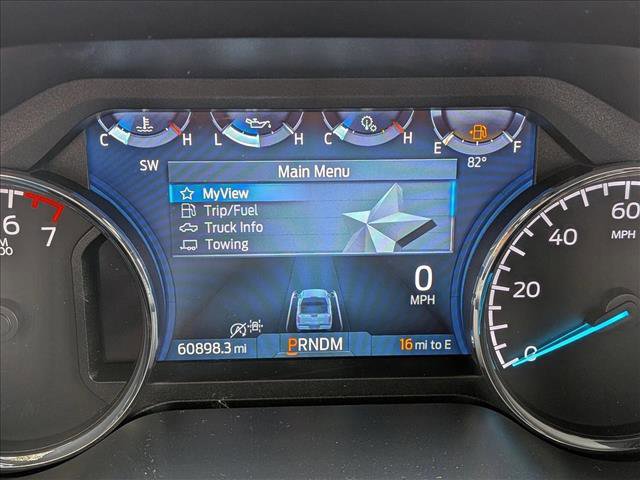 C H L H C H E F
SW 82°
Main Menu
MyView
Trip/Fuel
Truck Info
Towing
0
MPH
60898.3 mi PRNDM 16 mi to E
6 7
0 20 40 60
MPH